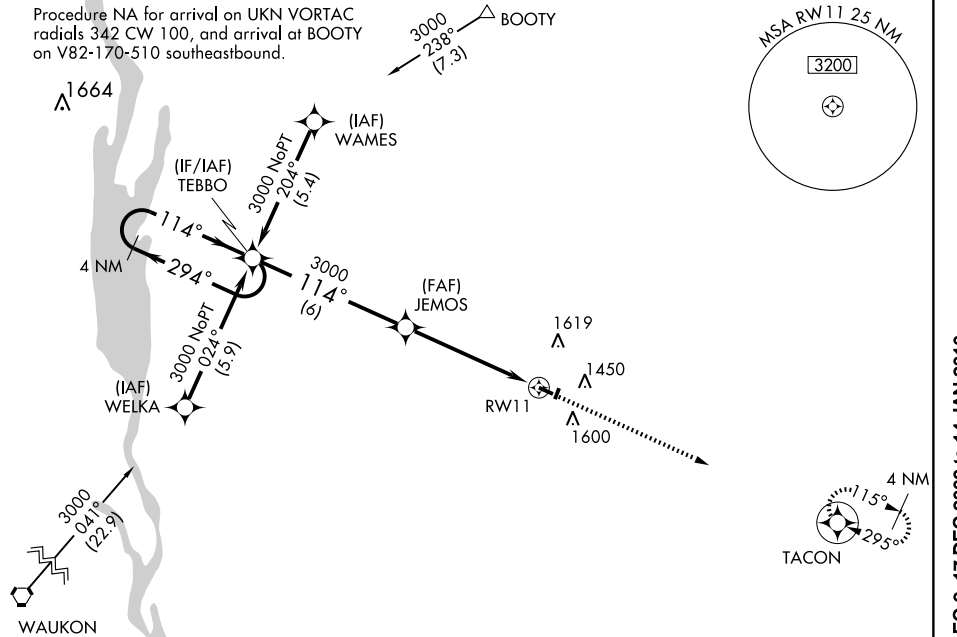 Procedure NA for arrival on UKN VORTAC
radials 342 CW 100, and arrival at BOOTY
on V82-170-510 southeastbound.
BOOTY
3000
238°
(7.3)
MSA RW11 25 NM
3200
1664
(IAF)
WAMES
(IF/IAF)
TEBBO
3000 NoPT
204°
(5.4)
114°
294°
4 NM
3000
114°
(6)
(FAF)
JEMOS
3000 NoPT
024°
(5.9)
(IAF)
WELKA
1619
1450
RW11
1600
3000
041°
(22.9)
WAUKON
4 NM
115°
295°
TACON